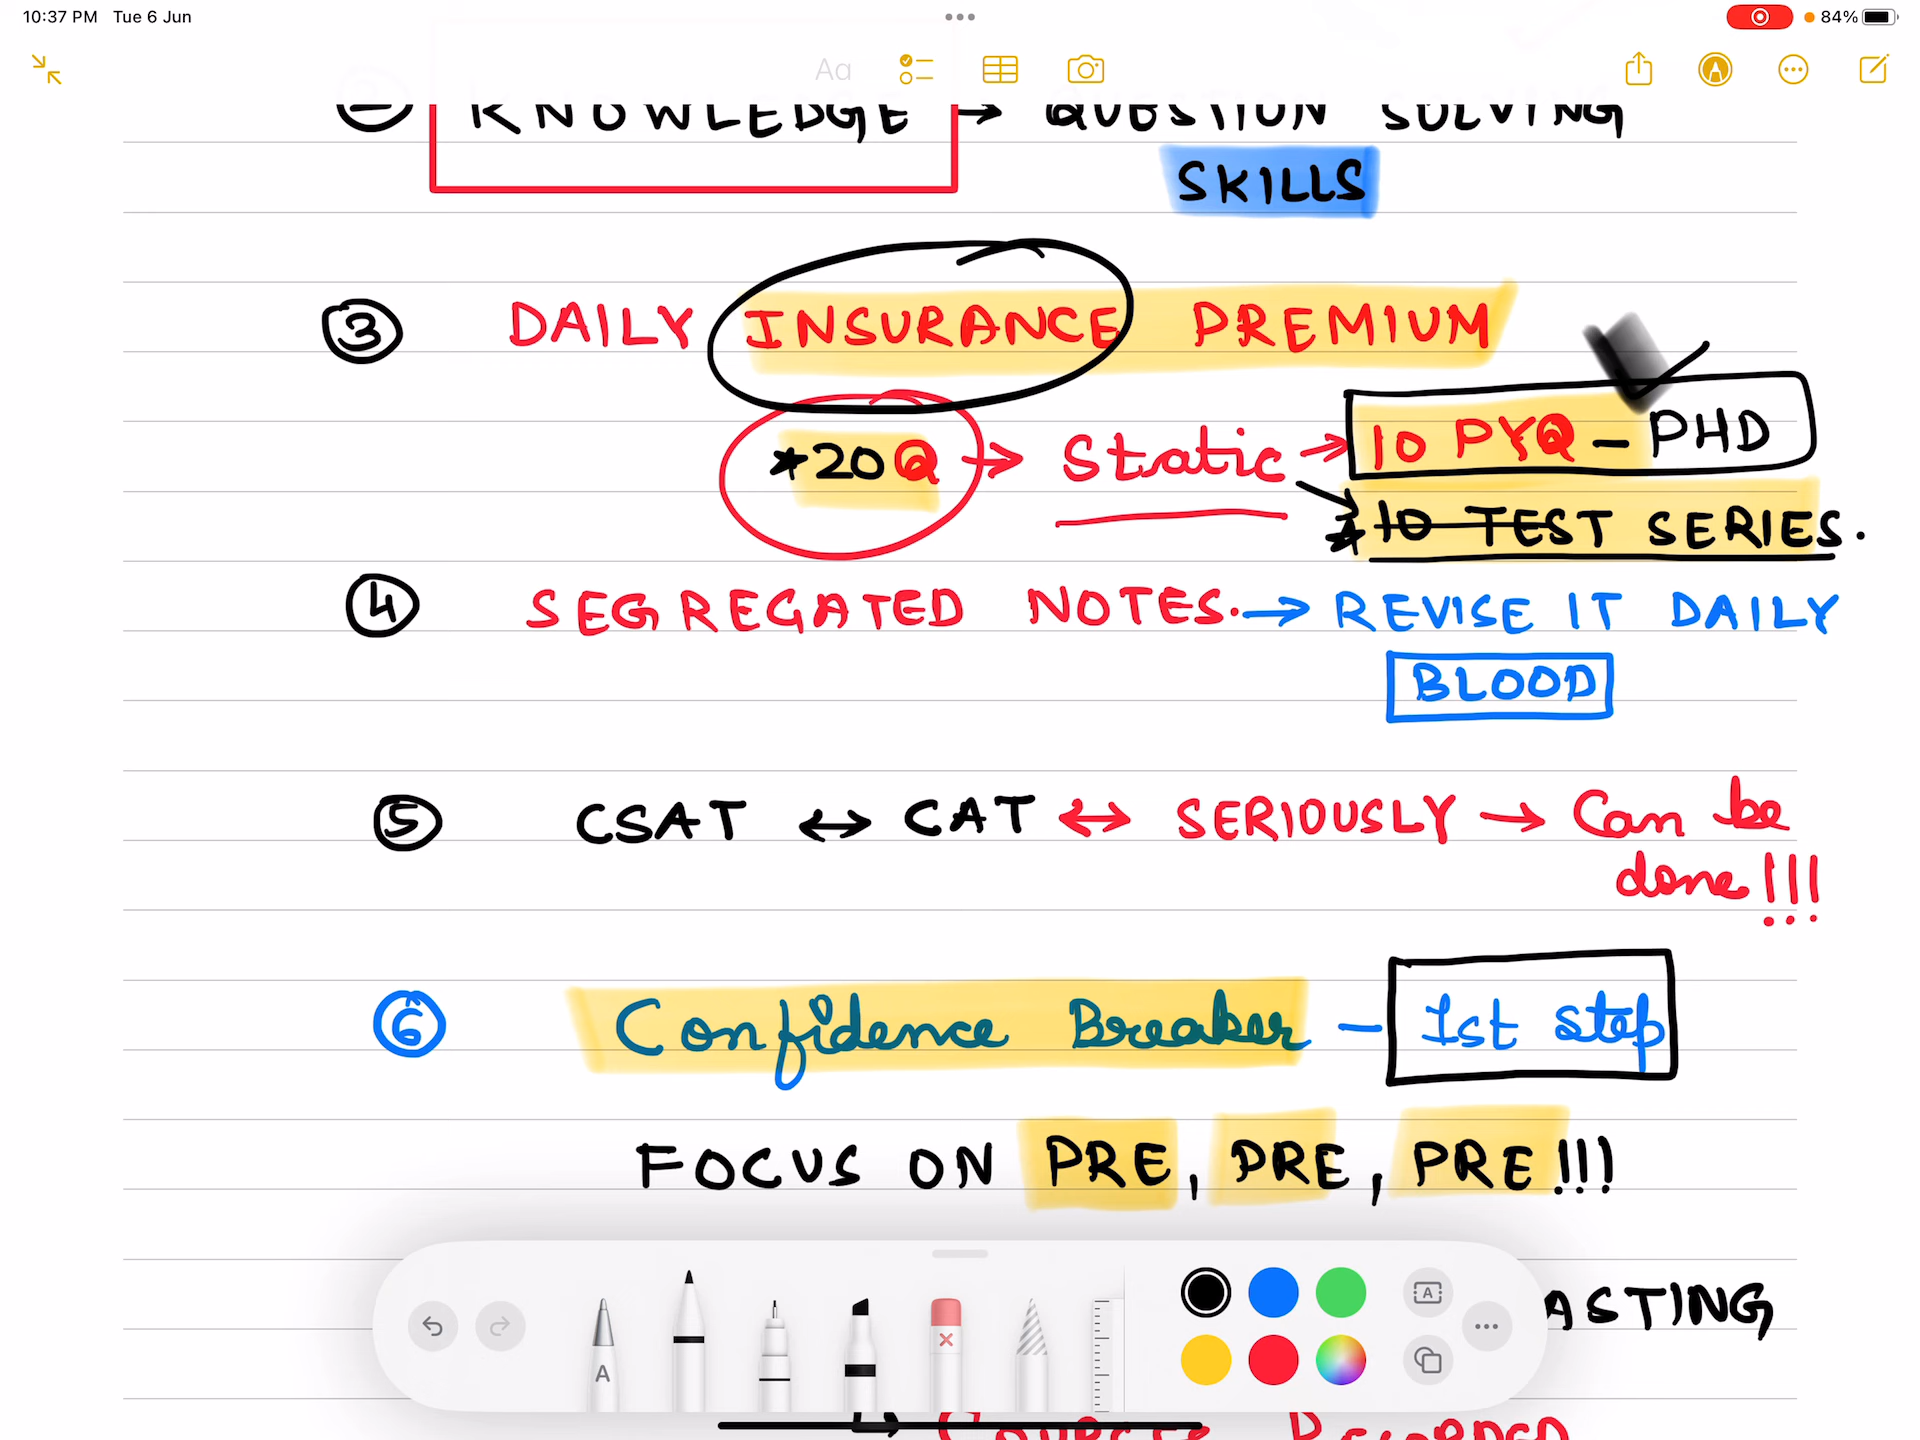 10:37 PM Tue 6 Jun
84%
Aa
② KNOWLEDGE → QUESTION SOLVING
SKILLS
③ DAILY INSURANCE PREMIUM
*20Q → Static → 10 PYQ - PHD
10 TEST SERIES.
④ SEGREGATED NOTES. → REVISE IT DAILY
BLOOD
⑤ CSAT ↔ CAT ↔ SERIOUSLY → Can be
done!!!
⑥ Confidence Breaker - 1st step
FOCUS ON PRE, PRE, PRE!!!
ASTING
A
A